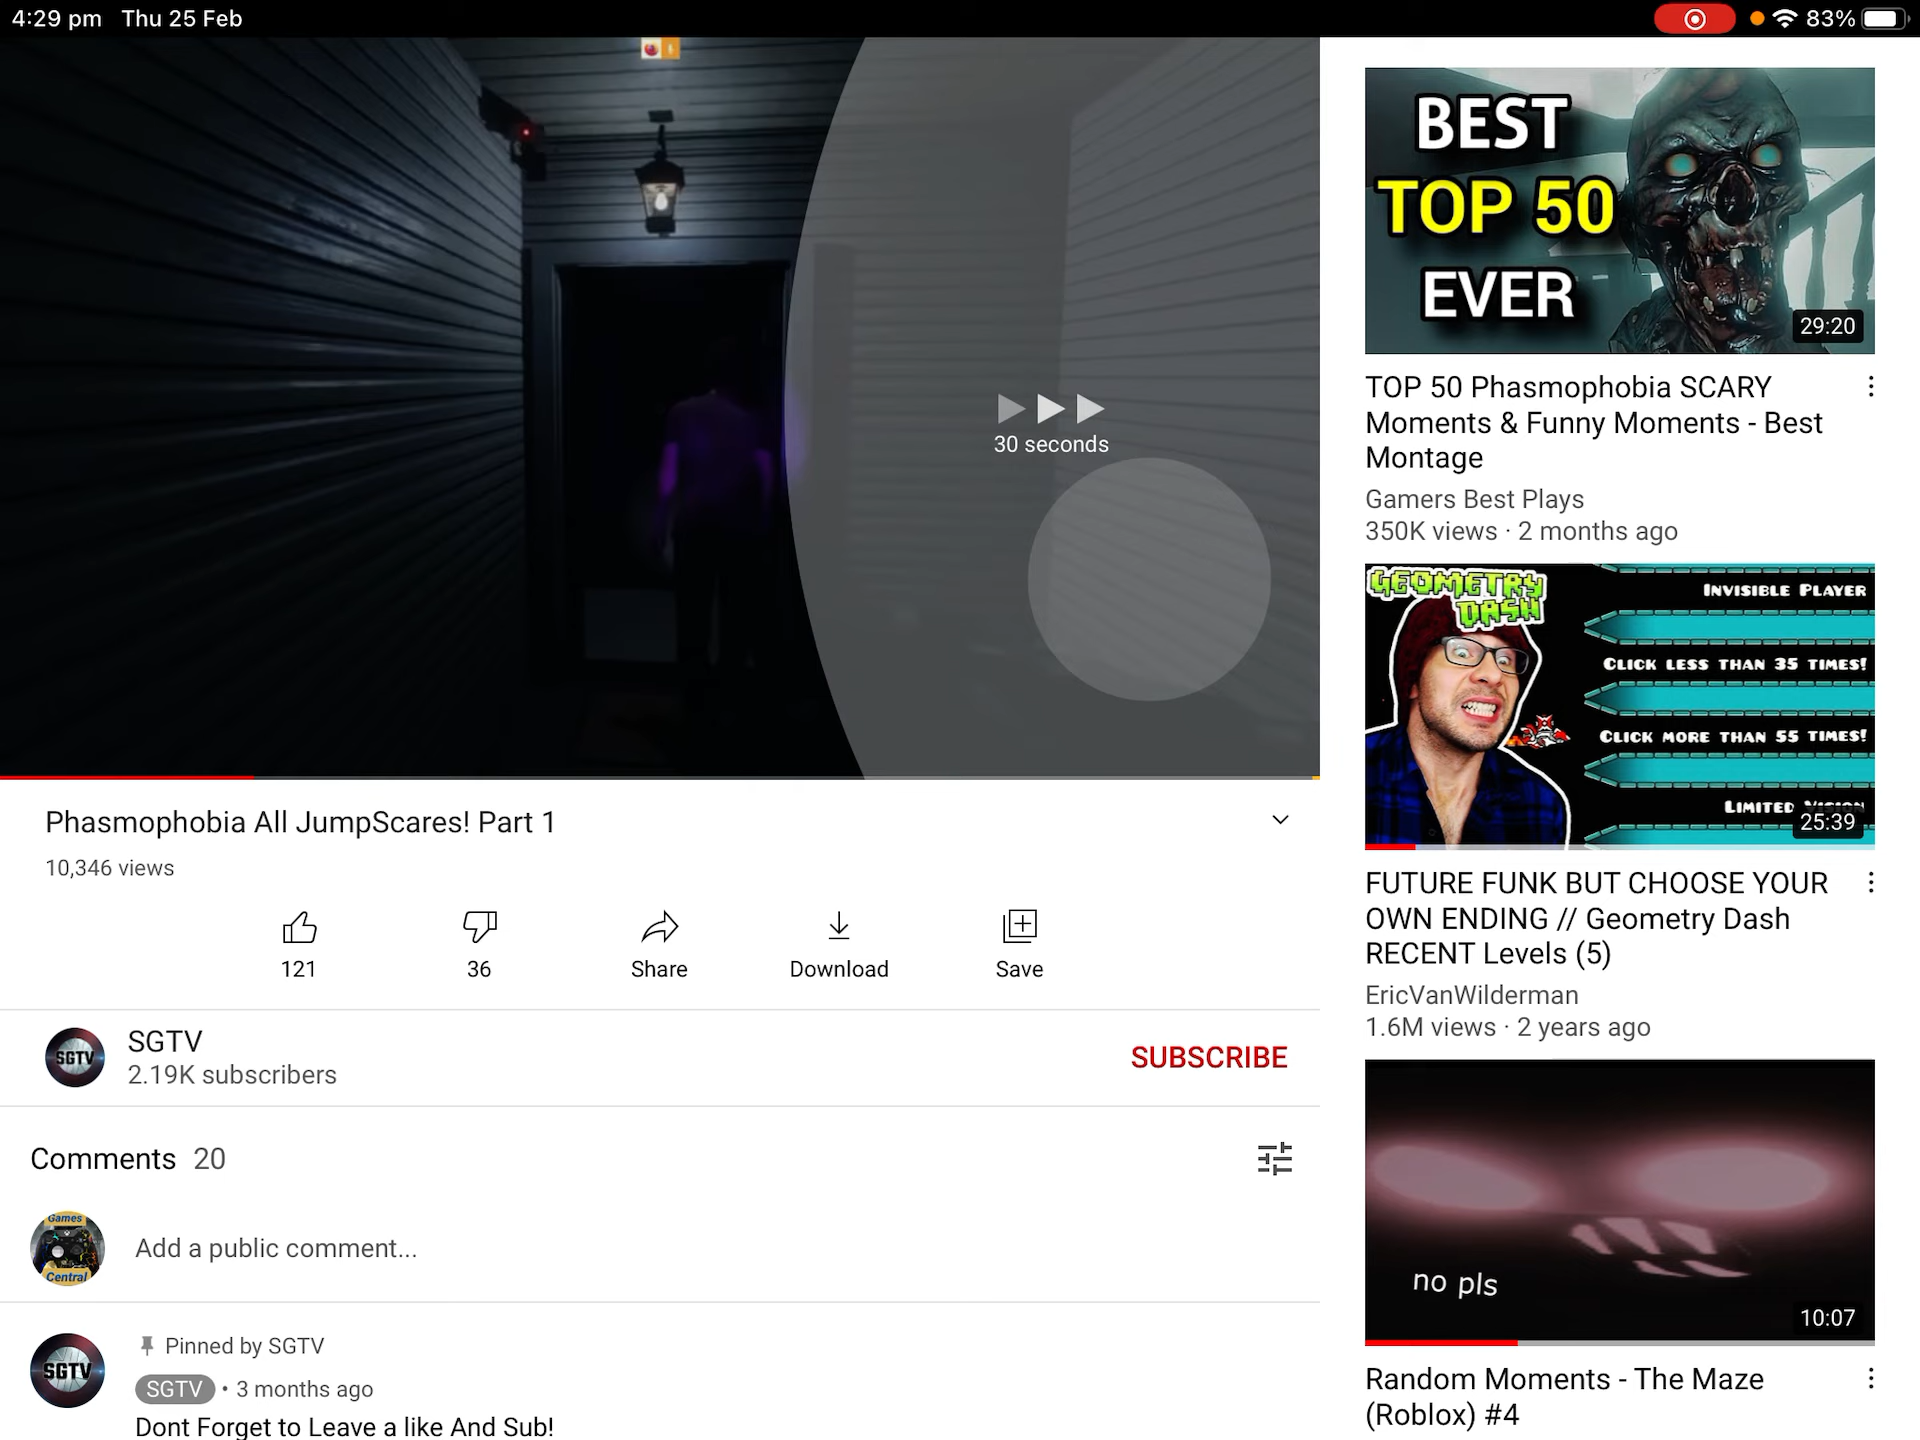 4:29 pm Thu 25 Feb
83%
30 seconds
Phasmophobia All JumpScares! Part 1
10,346 views
121
36
Share
Download
Save
SGTV
SGTV
2.19K subscribers
SUBSCRIBE
Comments 20
Games
Central
Add a public comment...
SGTV
Pinned by SGTV
SGTV • 3 months ago
Dont Forget to Leave a like And Sub!
BEST
TOP 50
EVER
29:20
TOP 50 Phasmophobia SCARY
Moments & Funny Moments - Best
Montage
Gamers Best Plays
350K views · 2 months ago
GEOMETRY
DASH
INVISIBLE PLAYER
CLICK LESS THAN 35 TIMES!
CLICK MORE THAN 55 TIMES!
LIMITED VISION
25:39
FUTURE FUNK BUT CHOOSE YOUR
OWN ENDING // Geometry Dash
RECENT Levels (5)
EricVanWilderman
1.6M views · 2 years ago
no pls
10:07
Random Moments - The Maze
(Roblox) #4